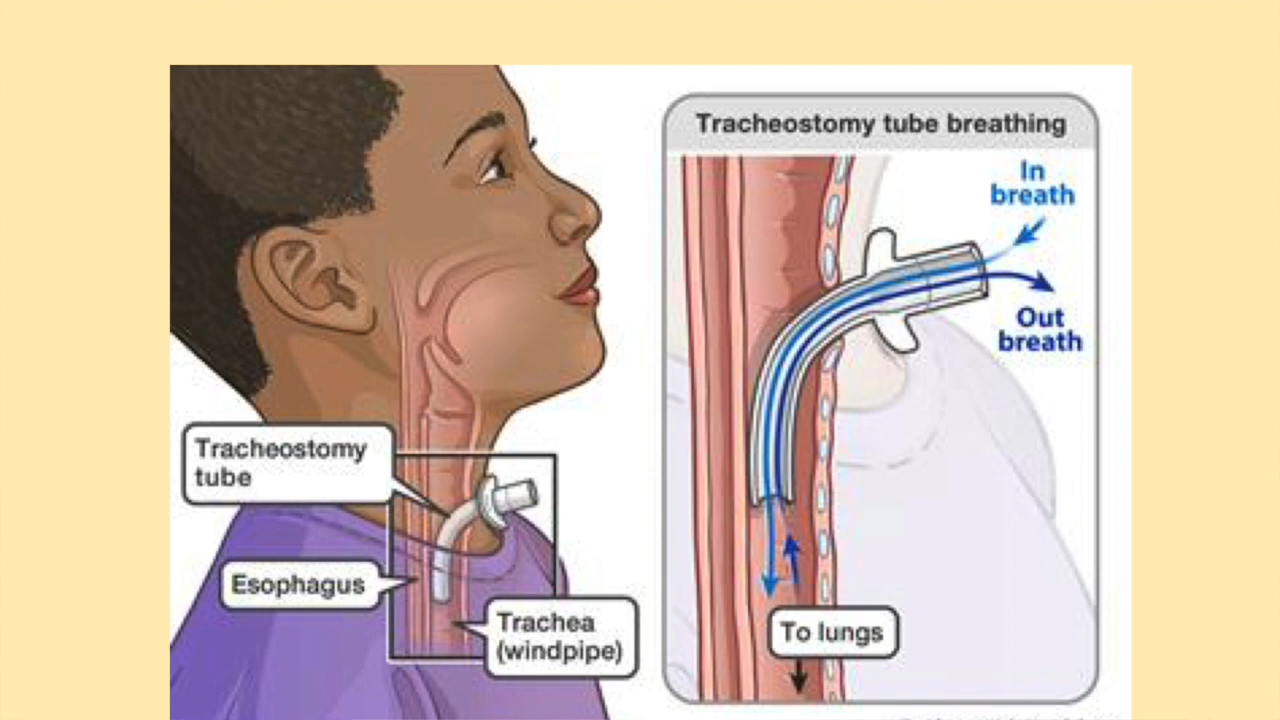 Tracheostomy tube breathing
In
breath
Out
breath
Tracheostomy
tube
Esophagus
Trachea
(windpipe)
To lungs